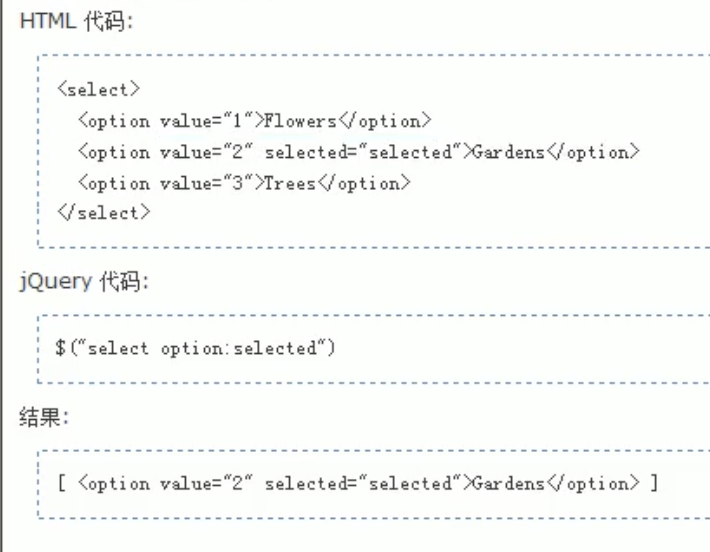 HTML 代码:
<select>
<option value="1">Flowers</option>
<option value="2" selected="selected">Gardens</option>
<option value="3">Trees</option>
</select>
jQuery 代码:
$("select option:selected")
结果:
[ <option value="2" selected="selected">Gardens</option> ]